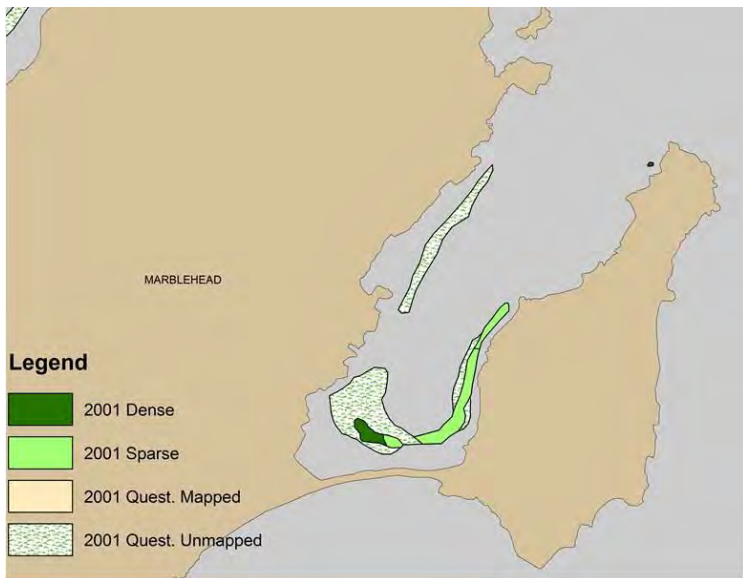 MARBLEHEAD
Legend
2001 Dense
2001 Sparse
2001 Quest. Mapped
2001 Quest. Unmapped